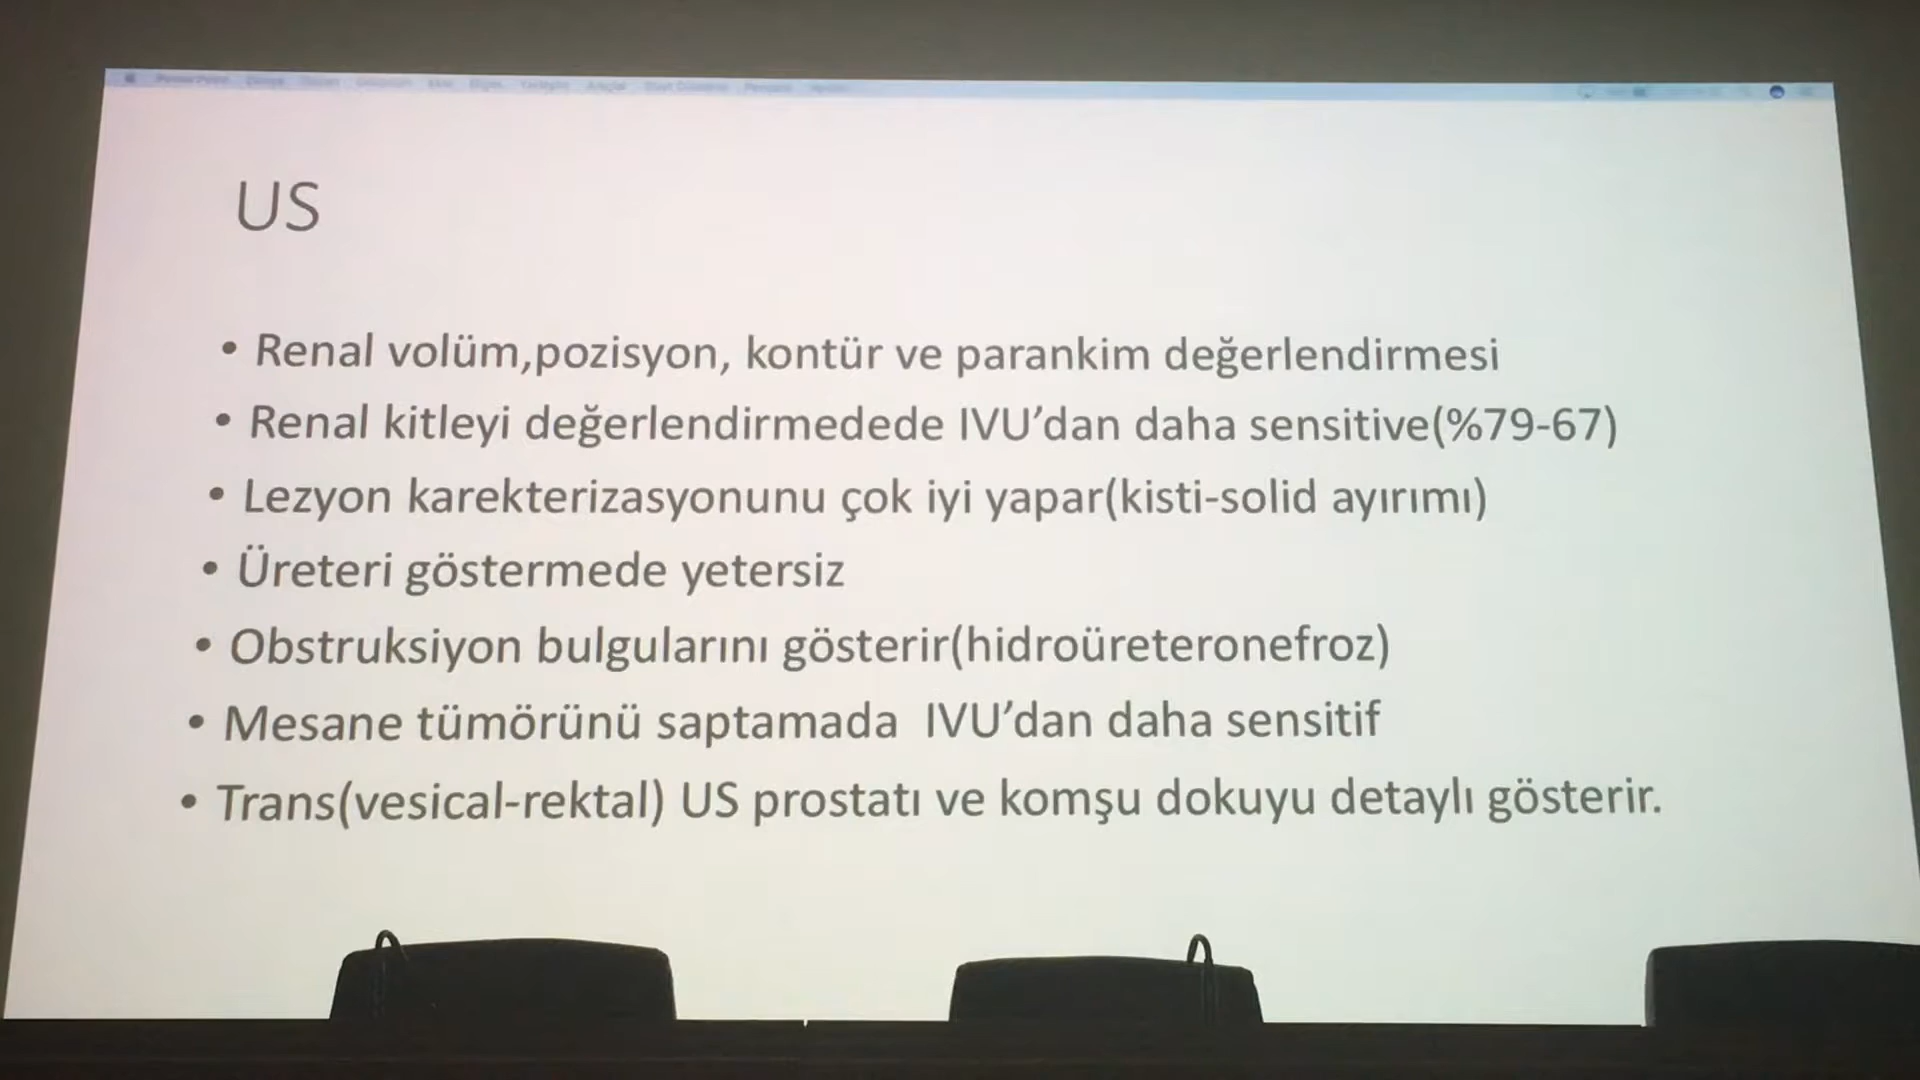 US
• Renal volüm,pozisyon, kontür ve parankim değerlendirmesi
• Renal kitleyi değerlendirmedede IVU’dan daha sensitive(%79-67)
• Lezyon karekterizasyonunu çok iyi yapar(kisti-solid ayırımı)
• Üreteri göstermede yetersiz
• Obstruksiyon bulgularını gösterir(hidroüreteronefroz)
• Mesane tümörünü saptamada  IVU’dan daha sensitif
• Trans(vesical-rektal) US prostatı ve komşu dokuyu detaylı gösterir.